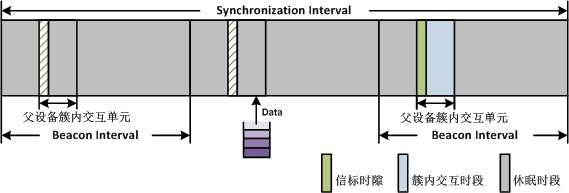 Synchronization Interval
Data
父设备簇内交互单元
父设备簇内交互单元
Beacon Interval
Beacon Interval
信标时隙
簇内交互时段
休眠时段